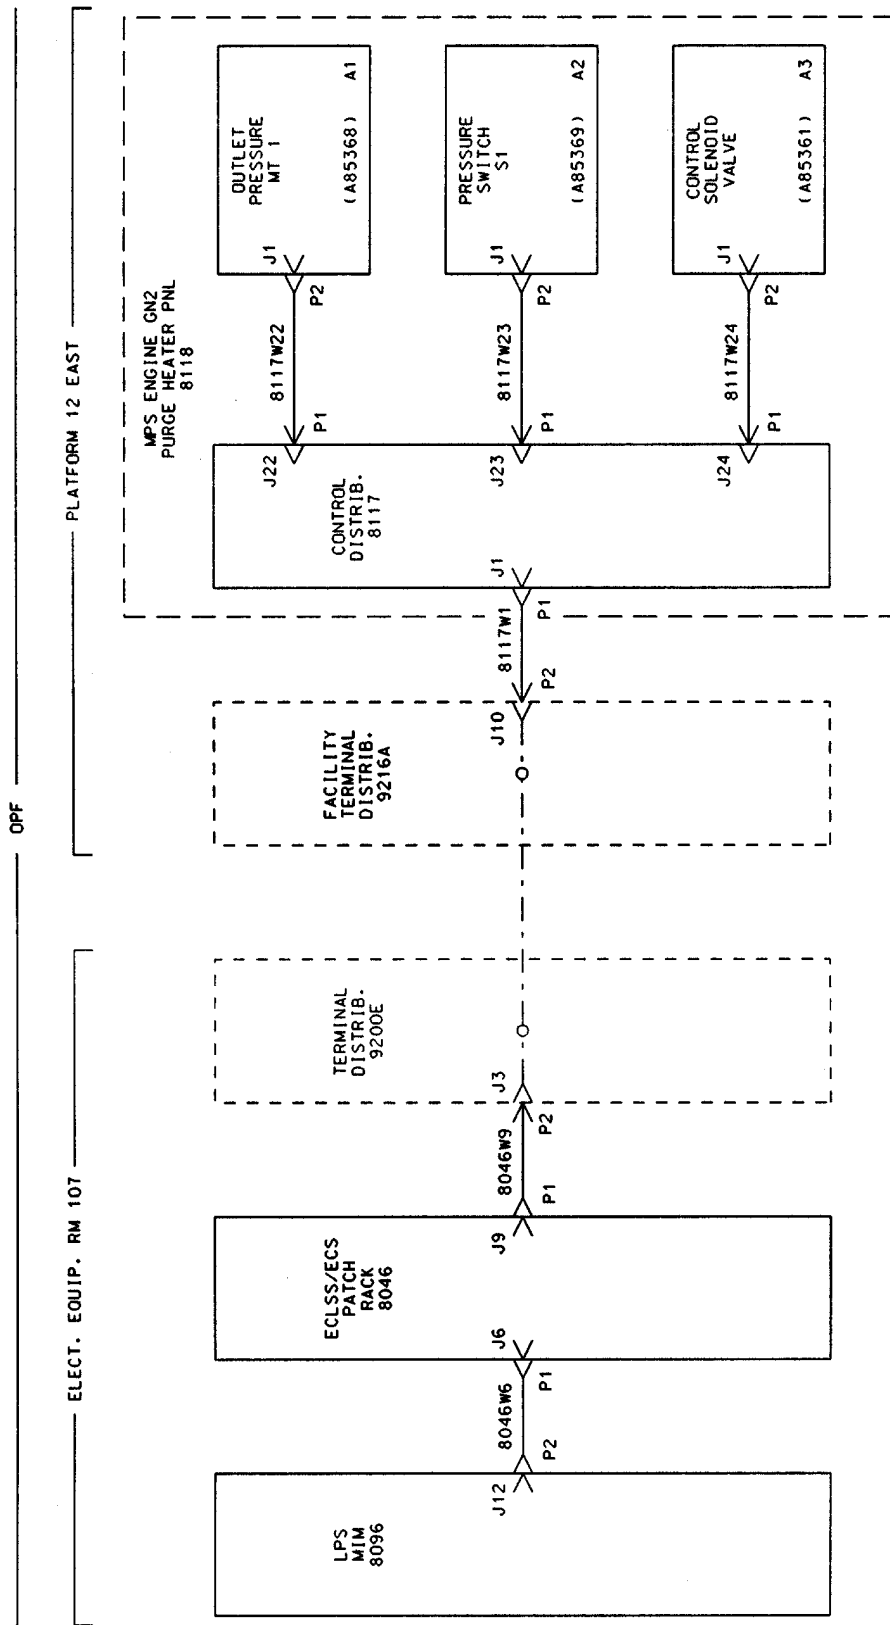 OPF
ELECT. EQUIP. RM 107
PLATFORM 12 EAST
LPS
MIM
8096
J12
P2
8046W6
P1
J6
ECLSS/ECS
PATCH
RACK
8046
J9
P1
8046W9
P2
J3
TERMINAL
DISTRIB.
9200E
FACILITY
TERMINAL
DISTRIB.
9216A
J10
P2
8117W1
P1
J1
MPS ENGINE GN2
PURGE HEATER PNL
8118
CONTROL
DISTRIB.
8117
J22
P1
8117W22
P2
J1
OUTLET
PRESSURE
MT 1
(A85368)
A1
J23
P1
8117W23
P2
J1
PRESSURE
SWITCH
S1
(A85369)
A2
J24
P1
8117W24
P2
J1
CONTROL
SOLENOID
VALVE
(A85361)
A3